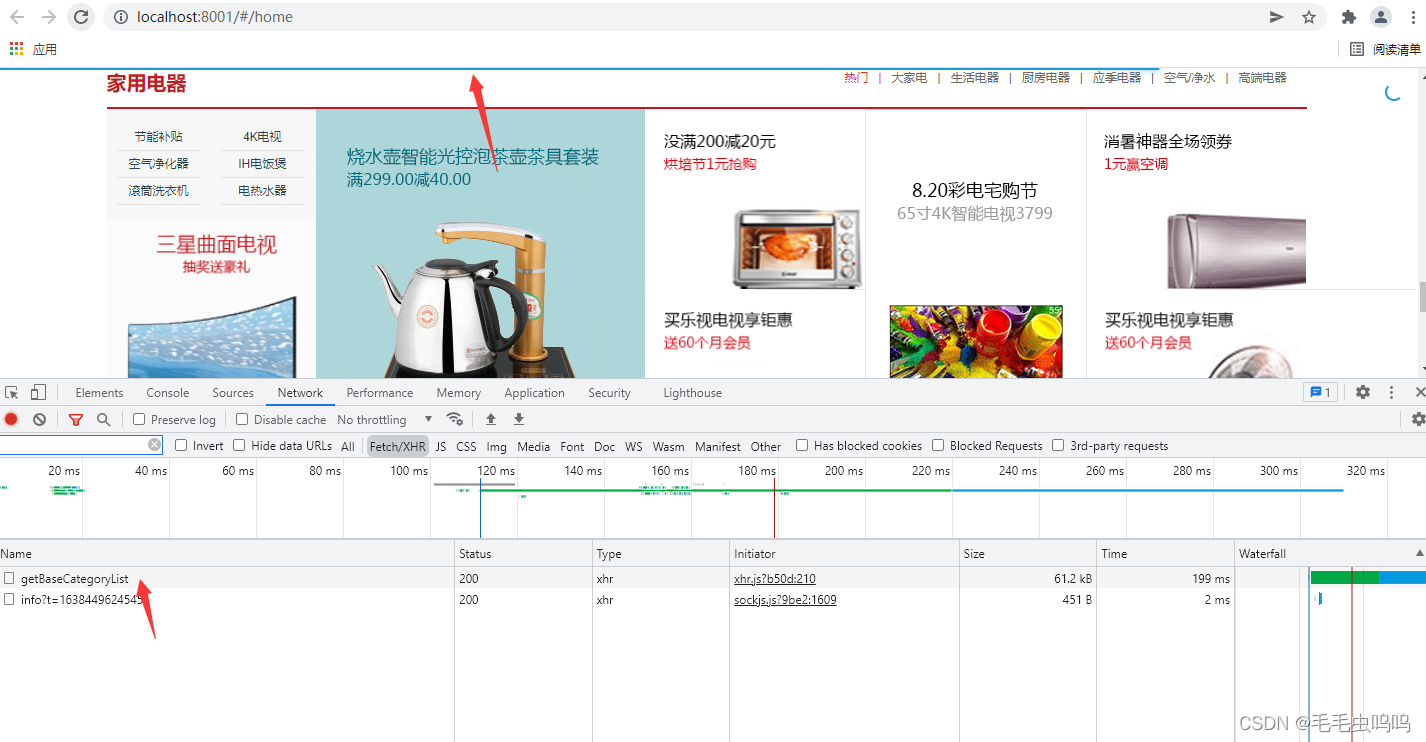 localhost:8001/#/home
应用
阅读清单
家用电器
热门 | 大家电 | 生活电器 | 厨房电器 | 应季电器 | 空气/净水 | 高端电器
节能补贴 4K电视
空气净化器 IH电饭煲
滚筒洗衣机 电热水器
三星曲面电视
抽奖送豪礼
烧水壶智能光控泡茶壶茶具套装
满299.00减40.00
没满200减20元
烘培节1元抢购
8.20彩电宅购节
65寸4K智能电视3799
消暑神器全场领券
1元赢空调
买乐视电视享钜惠
送60个月会员
55
买乐视电视享钜惠
送60个月会员
Elements Console Sources Network Performance Memory Application Security Lighthouse 1
Preserve log Disable cache No throttling
Invert Hide data URLs All Fetch/XHR JS CSS Img Media Font Doc WS Wasm Manifest Other Has blocked cookies Blocked Requests 3rd-party requests
20 ms 40 ms 60 ms 80 ms 100 ms 120 ms 140 ms 160 ms 180 ms 200 ms 220 ms 240 ms 260 ms 280 ms 300 ms 320 ms
Name Status Type Initiator Size Time Waterfall
getBaseCategoryList 200 xhr xhr.js?b50d:210 61.2 kB 199 ms
info?t=1638449624545 200 xhr sockjs.js?9be2:1609 451 B 2 ms
CSDN @毛毛虫呜呜